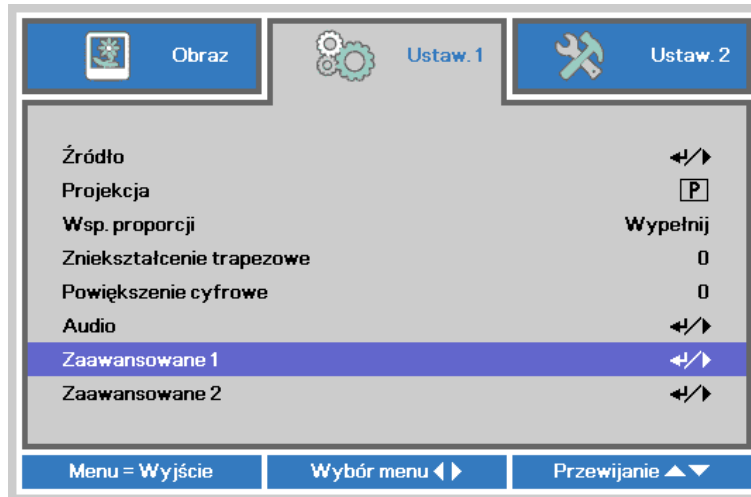 Obraz Ustaw. 1 Ustaw. 2
Źródło
Projekcja P
Wsp. proporcji Wypełnij
Zniekształcenie trapezowe 0
Powiększenie cyfrowe 0
Audio
Zaawansowane 1
Zaawansowane 2
Menu = Wyjście Wybór menu Przewijanie